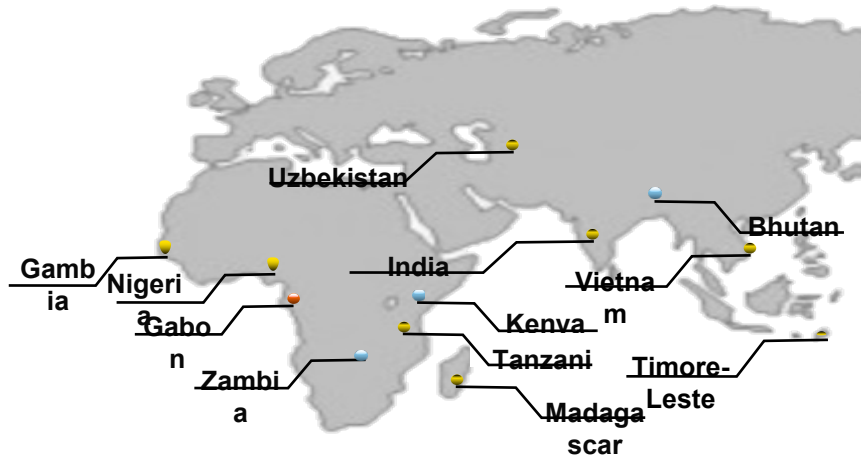 Uzbekistan
Bhutan
India
Gamb
ia
Nigeri
a
Vietna
m
Gabo
n
Kenya
Tanzani
Zambi
a
Timore-
Leste
Madaga
scar